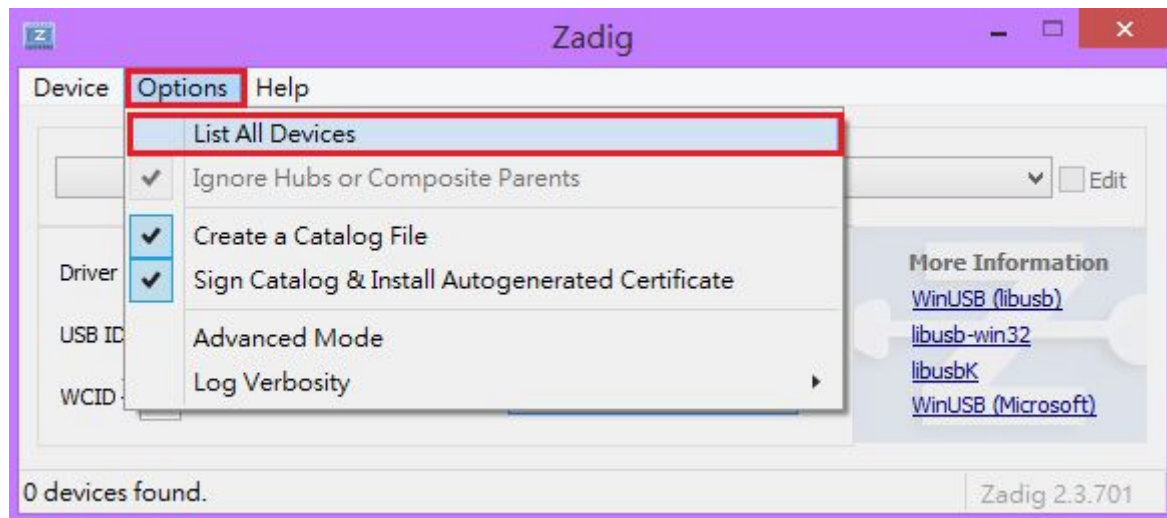 Z
Zadig
Device Options Help
List All Devices
Ignore Hubs or Composite Parents
Edit
Create a Catalog File
Driver
Sign Catalog & Install Autogenerated Certificate
More Information
WinUSB (libusb)
USB ID
Advanced Mode
libusb-win32
Log Verbosity
libusbK
WCID
WinUSB (Microsoft)
0 devices found.
Zadig 2.3.701